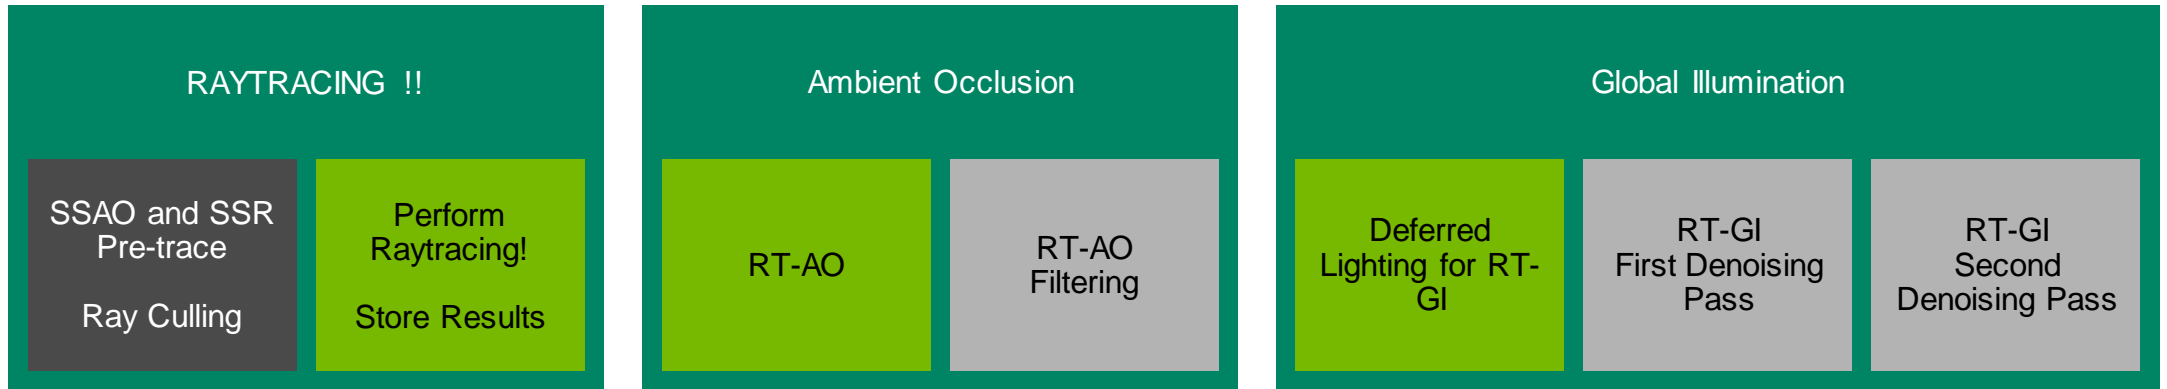 RAYTRACING !!
SSAO and SSR
Pre-trace
Ray Culling
Perform
Raytracing!
Store Results
Ambient Occlusion
RT-AO
RT-AO
Filtering
Global Illumination
Deferred
Lighting for RT-
GI
RT-GI
First Denoising
Pass
RT-GI
Second
Denoising Pass